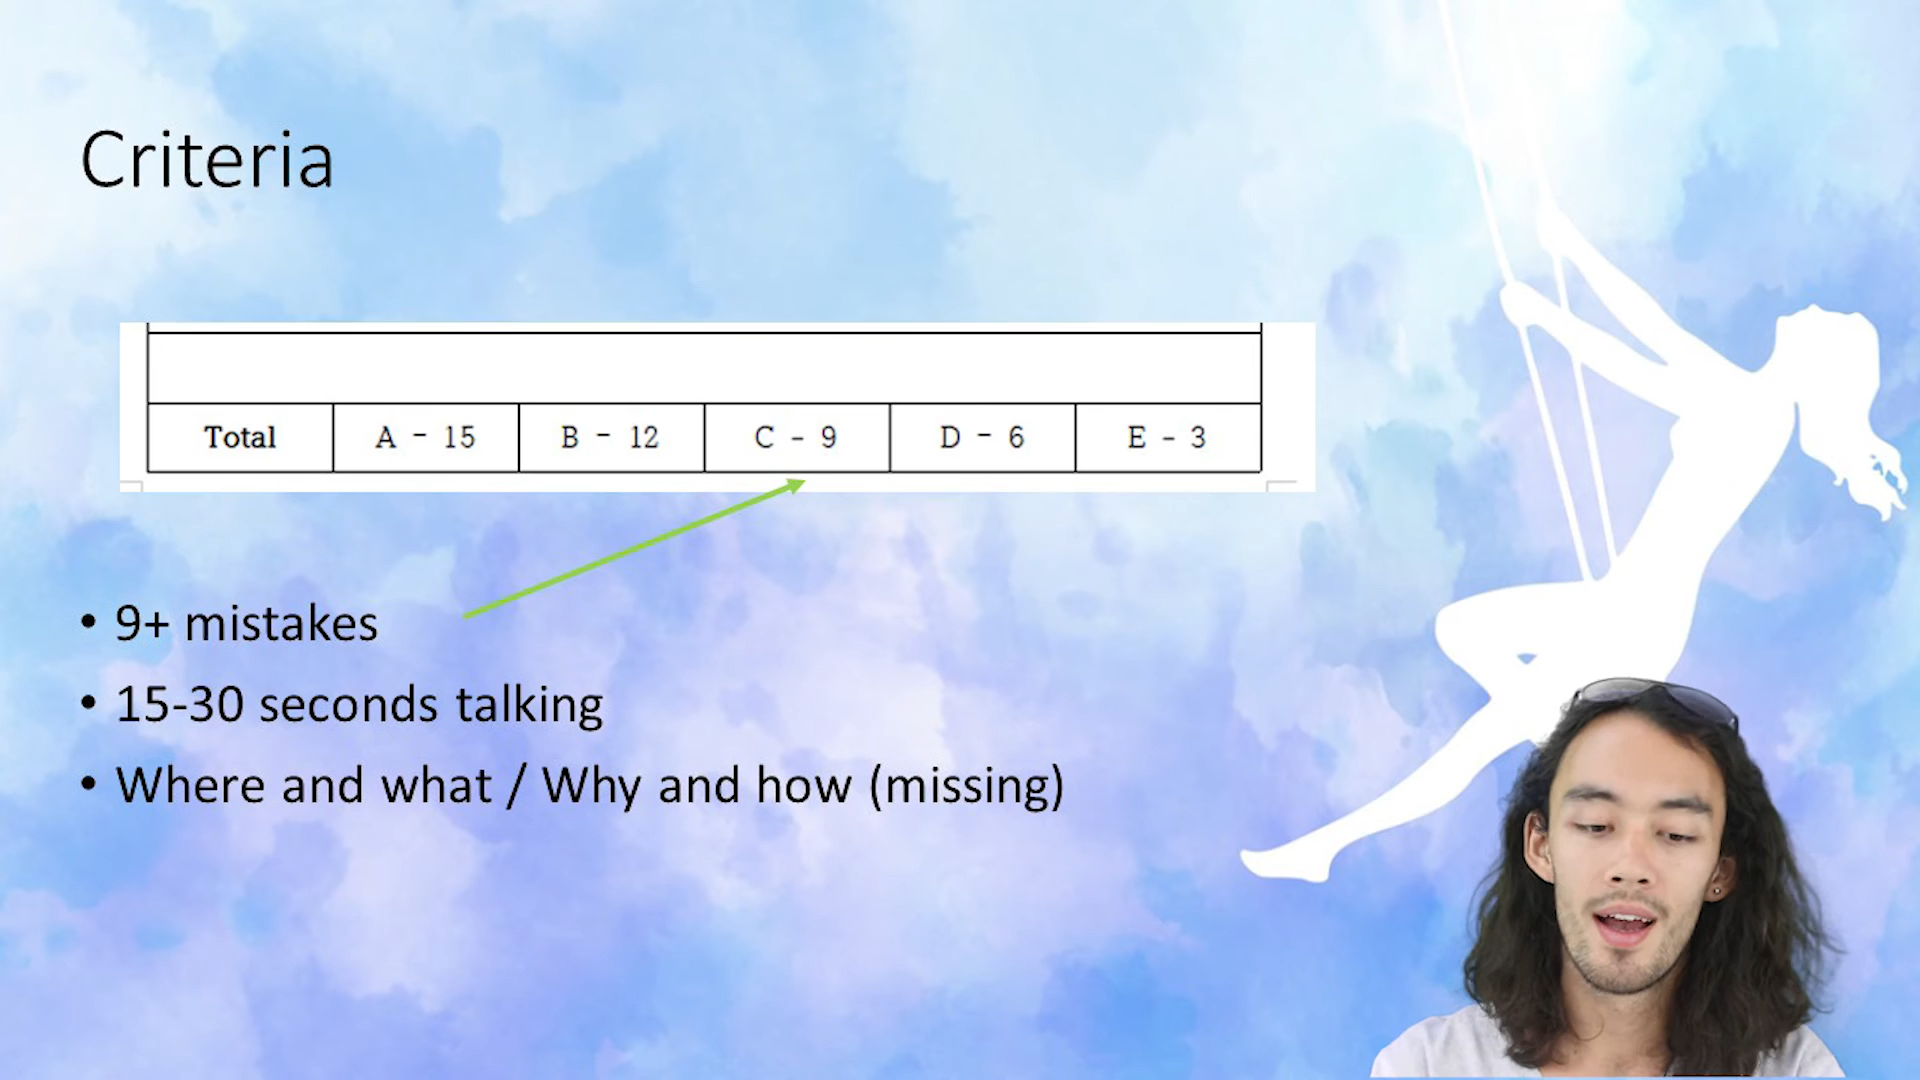 Criteria
Total A - 15 B - 12 C - 9 D - 6 E - 3
• 9+ mistakes
• 15-30 seconds talking
• Where and what / Why and how (missing)